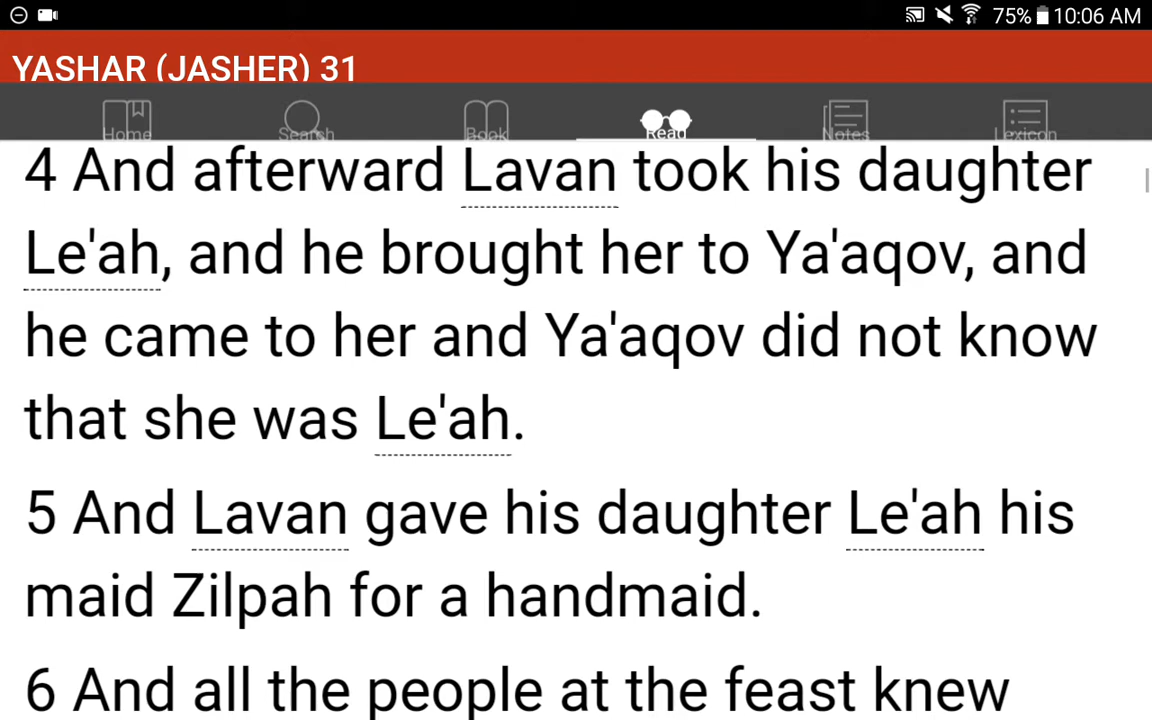 75% 10:06 AM
YASHAR (JASHER) 31
Home Search Book Read Notes Lexicon
4 And afterward Lavan took his daughter
Le'ah, and he brought her to Ya'aqov, and
he came to her and Ya'aqov did not know
that she was Le'ah.
5 And Lavan gave his daughter Le'ah his
maid Zilpah for a handmaid.
6 And all the people at the feast knew